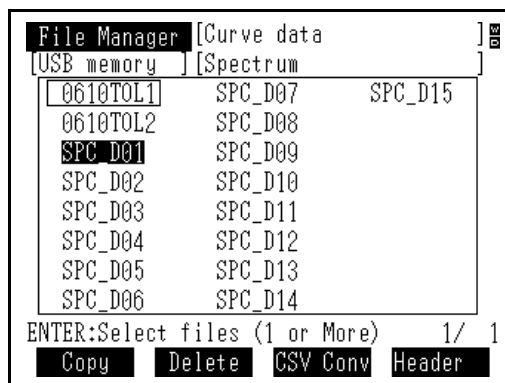 File Manager [Curve data ] WD
[USB memory ] [Spectrum ]
0610TOL1 SPC_D07 SPC_D15
0610TOL2 SPC_D08
SPC_D01 SPC_D09
SPC_D02 SPC_D10
SPC_D03 SPC_D11
SPC_D04 SPC_D12
SPC_D05 SPC_D13
SPC_D06 SPC_D14
ENTER:Select files (1 or More) 1/ 1
Copy Delete CSV Conv Header